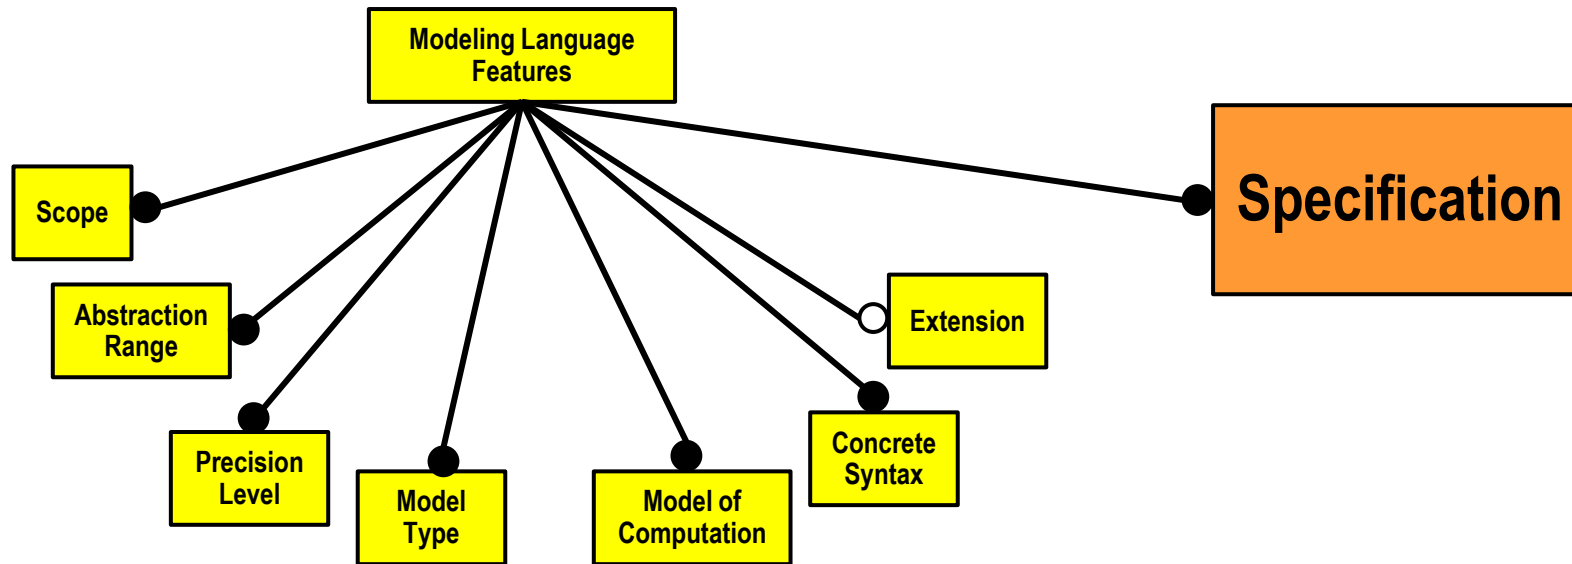 Modeling Language
Features
Scope
Specification
Abstraction
Range
Extension
Precision
Level
Model
Type
Model of
Computation
Concrete
Syntax